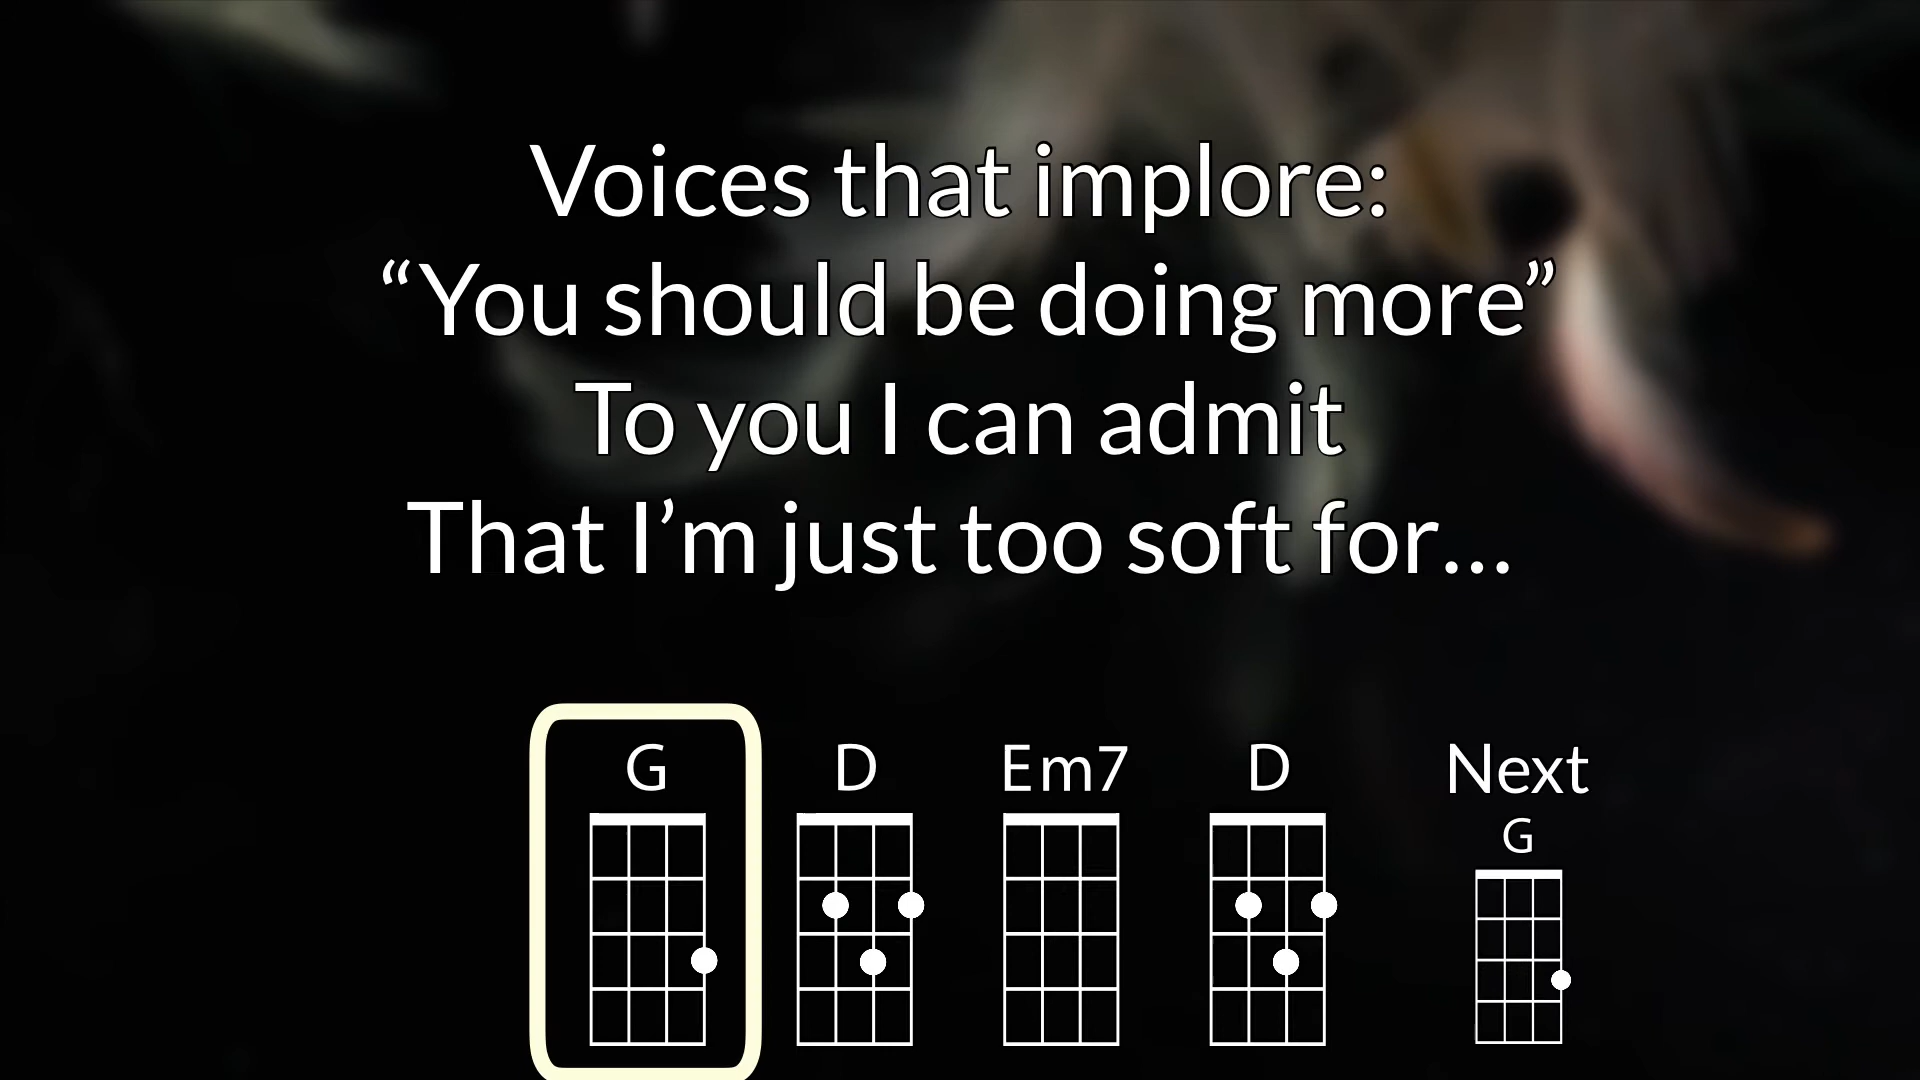 Voices that implore:
“You should be doing more”
To you I can admit
That I’m just too soft for…
G D Em7 D Next
G